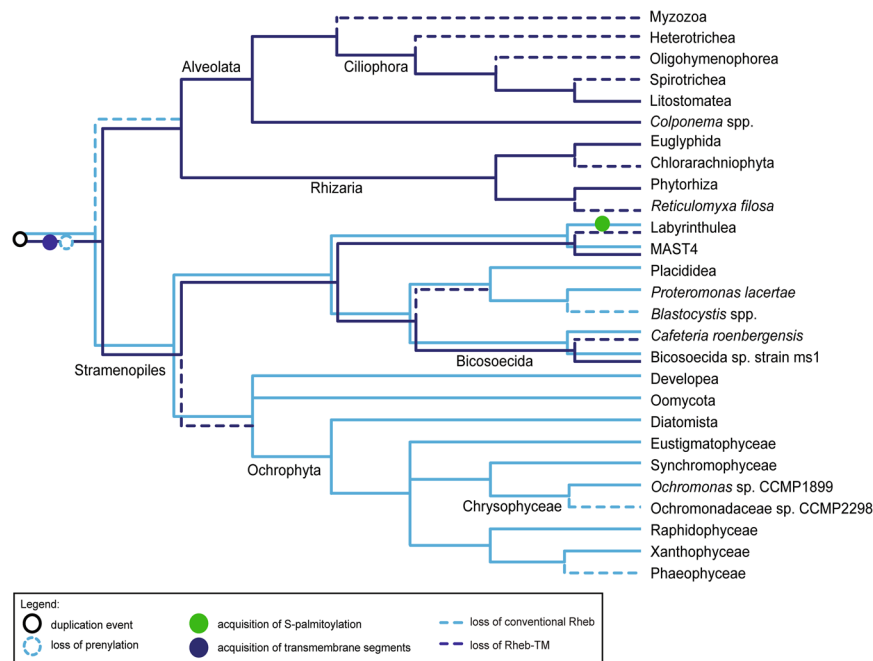 Myzozoa
Heterotrichea
Alveolata
Ciliophora
Oligohymenophorea
Spirotrichea
Litostomatea
Colponema spp.
Euglyphida
Chlorarachniophyta
Rhizaria
Phytorhiza
Reticulomyxa filosa
Labyrinthulea
MAST4
Placididea
Proteromonas lacertae
Blastocystis spp.
Cafeteria roenbergensis
Bicosoecida
Bicosoecida sp. strain ms1
Stramenopiles
Developea
Oomycota
Diatomista
Eustigmatophyceae
Ochrophyta
Synchromophyceae
Ochromonas sp. CCMP1899
Chrysophyceae
Ochromonadaceae sp. CCMP2298
Raphidophyceae
Xanthophyceae
Phaeophyceae
Legend:
duplication event
loss of prenylation
acquisition of S-palmitoylation
acquisition of transmembrane segments
loss of conventional Rheb
loss of Rheb-TM